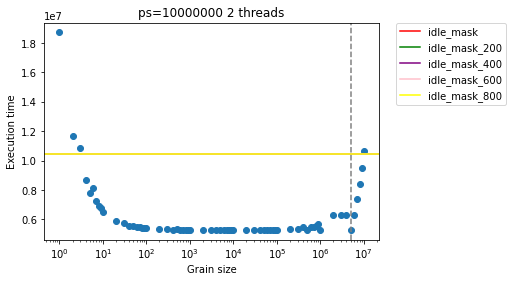 ps=10000000 2 threads
1e7
1.8
1.6
1.4
1.2
1.0
0.8
0.6
Execution time
10^0 10^1 10^2 10^3 10^4 10^5 10^6 10^7
Grain size
idle_mask
idle_mask_200
idle_mask_400
idle_mask_600
idle_mask_800